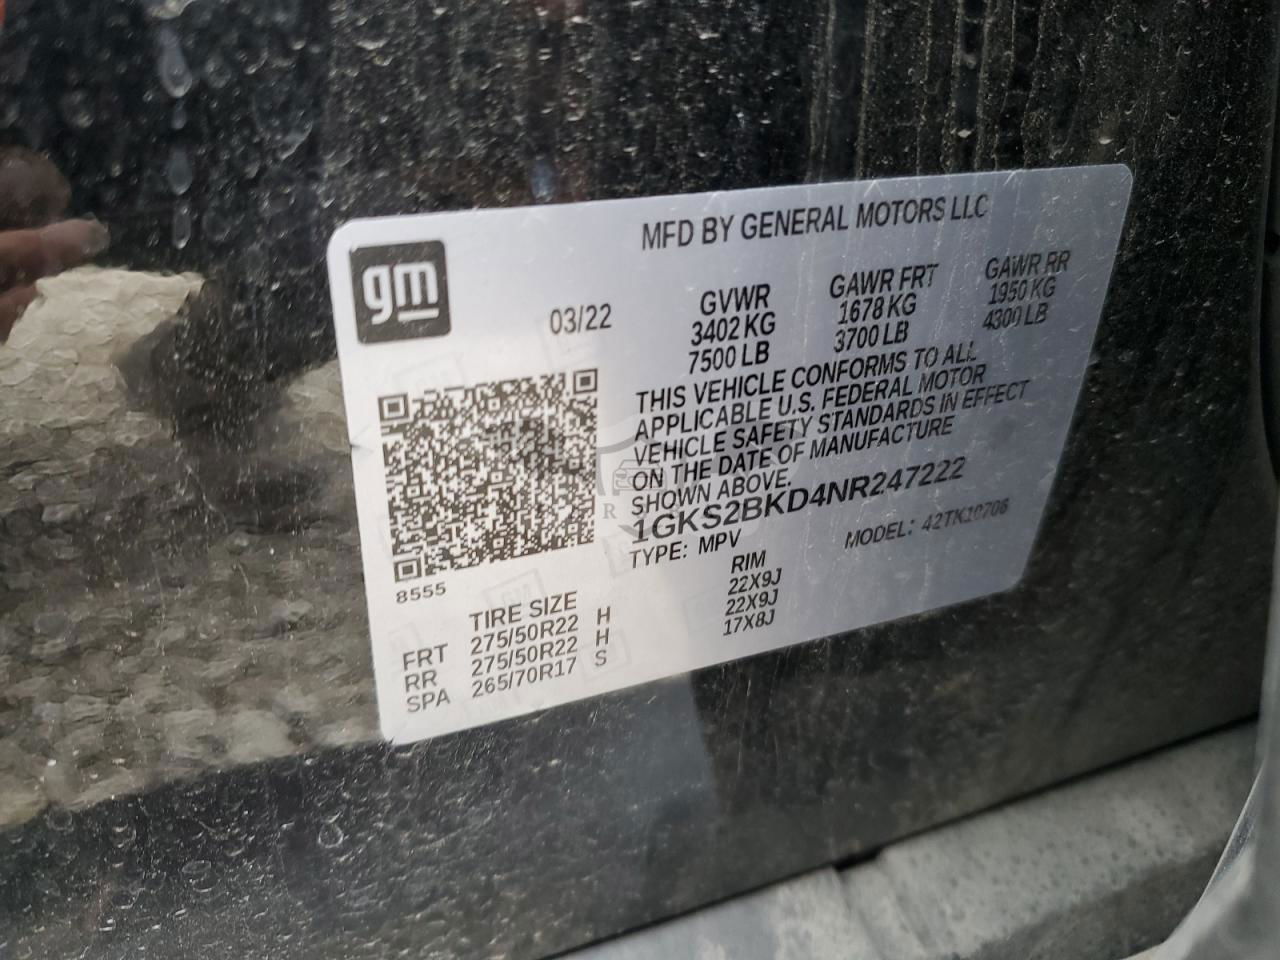 gm
MFD BY GENERAL MOTORS LLC
03/22
GVWR
3402 KG
7500 LB
GAWR FRT
1678 KG
3700 LB
GAWR RR
1950 KG
4300 LB
THIS VEHICLE CONFORMS TO ALL
APPLICABLE U.S. FEDERAL MOTOR
VEHICLE SAFETY STANDARDS IN EFFECT
ON THE DATE OF MANUFACTURE
SHOWN ABOVE.
1GKS2BKD4NR247222
TYPE: MPV
MODEL: 42TK10706
8555
TIRE SIZE
RIM
FRT 275/50R22 H 22X9J
RR 275/50R22 H 22X9J
SPA 265/70R17 S 17X8J